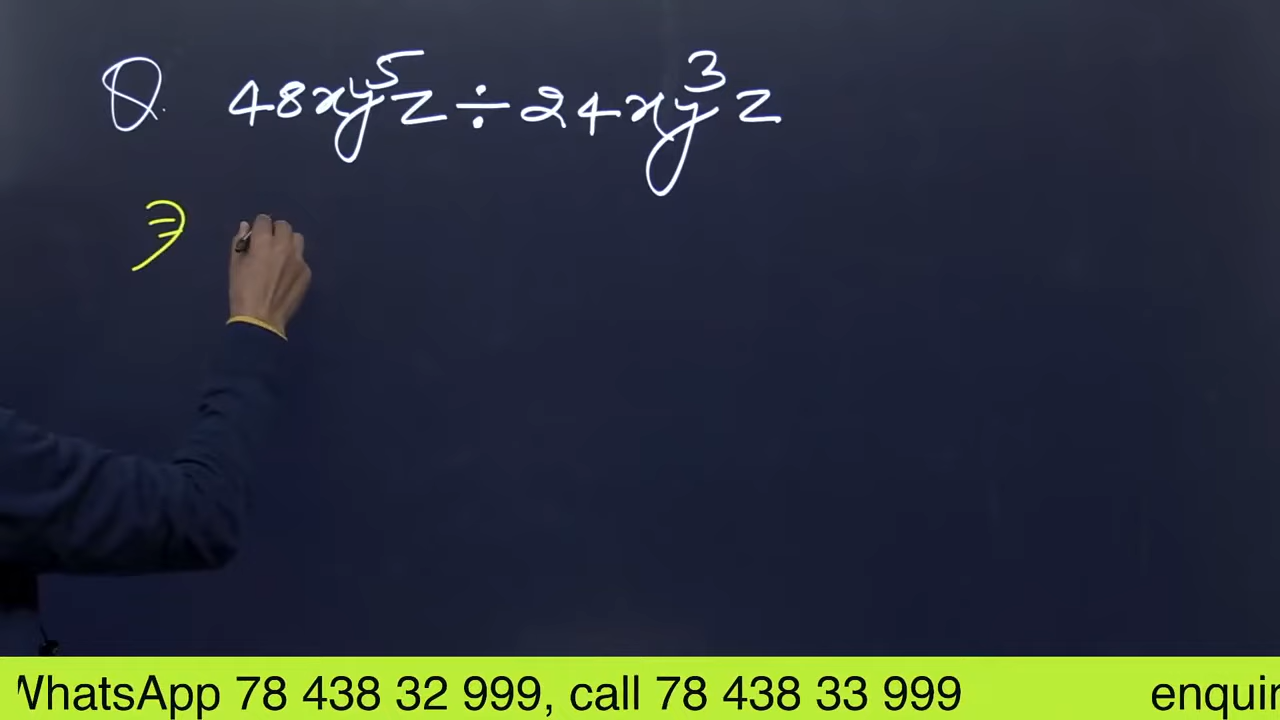 Q. 48xy⁵z ÷ 24xy³z
WhatsApp 78 438 32 999, call 78 438 33 999 enquir